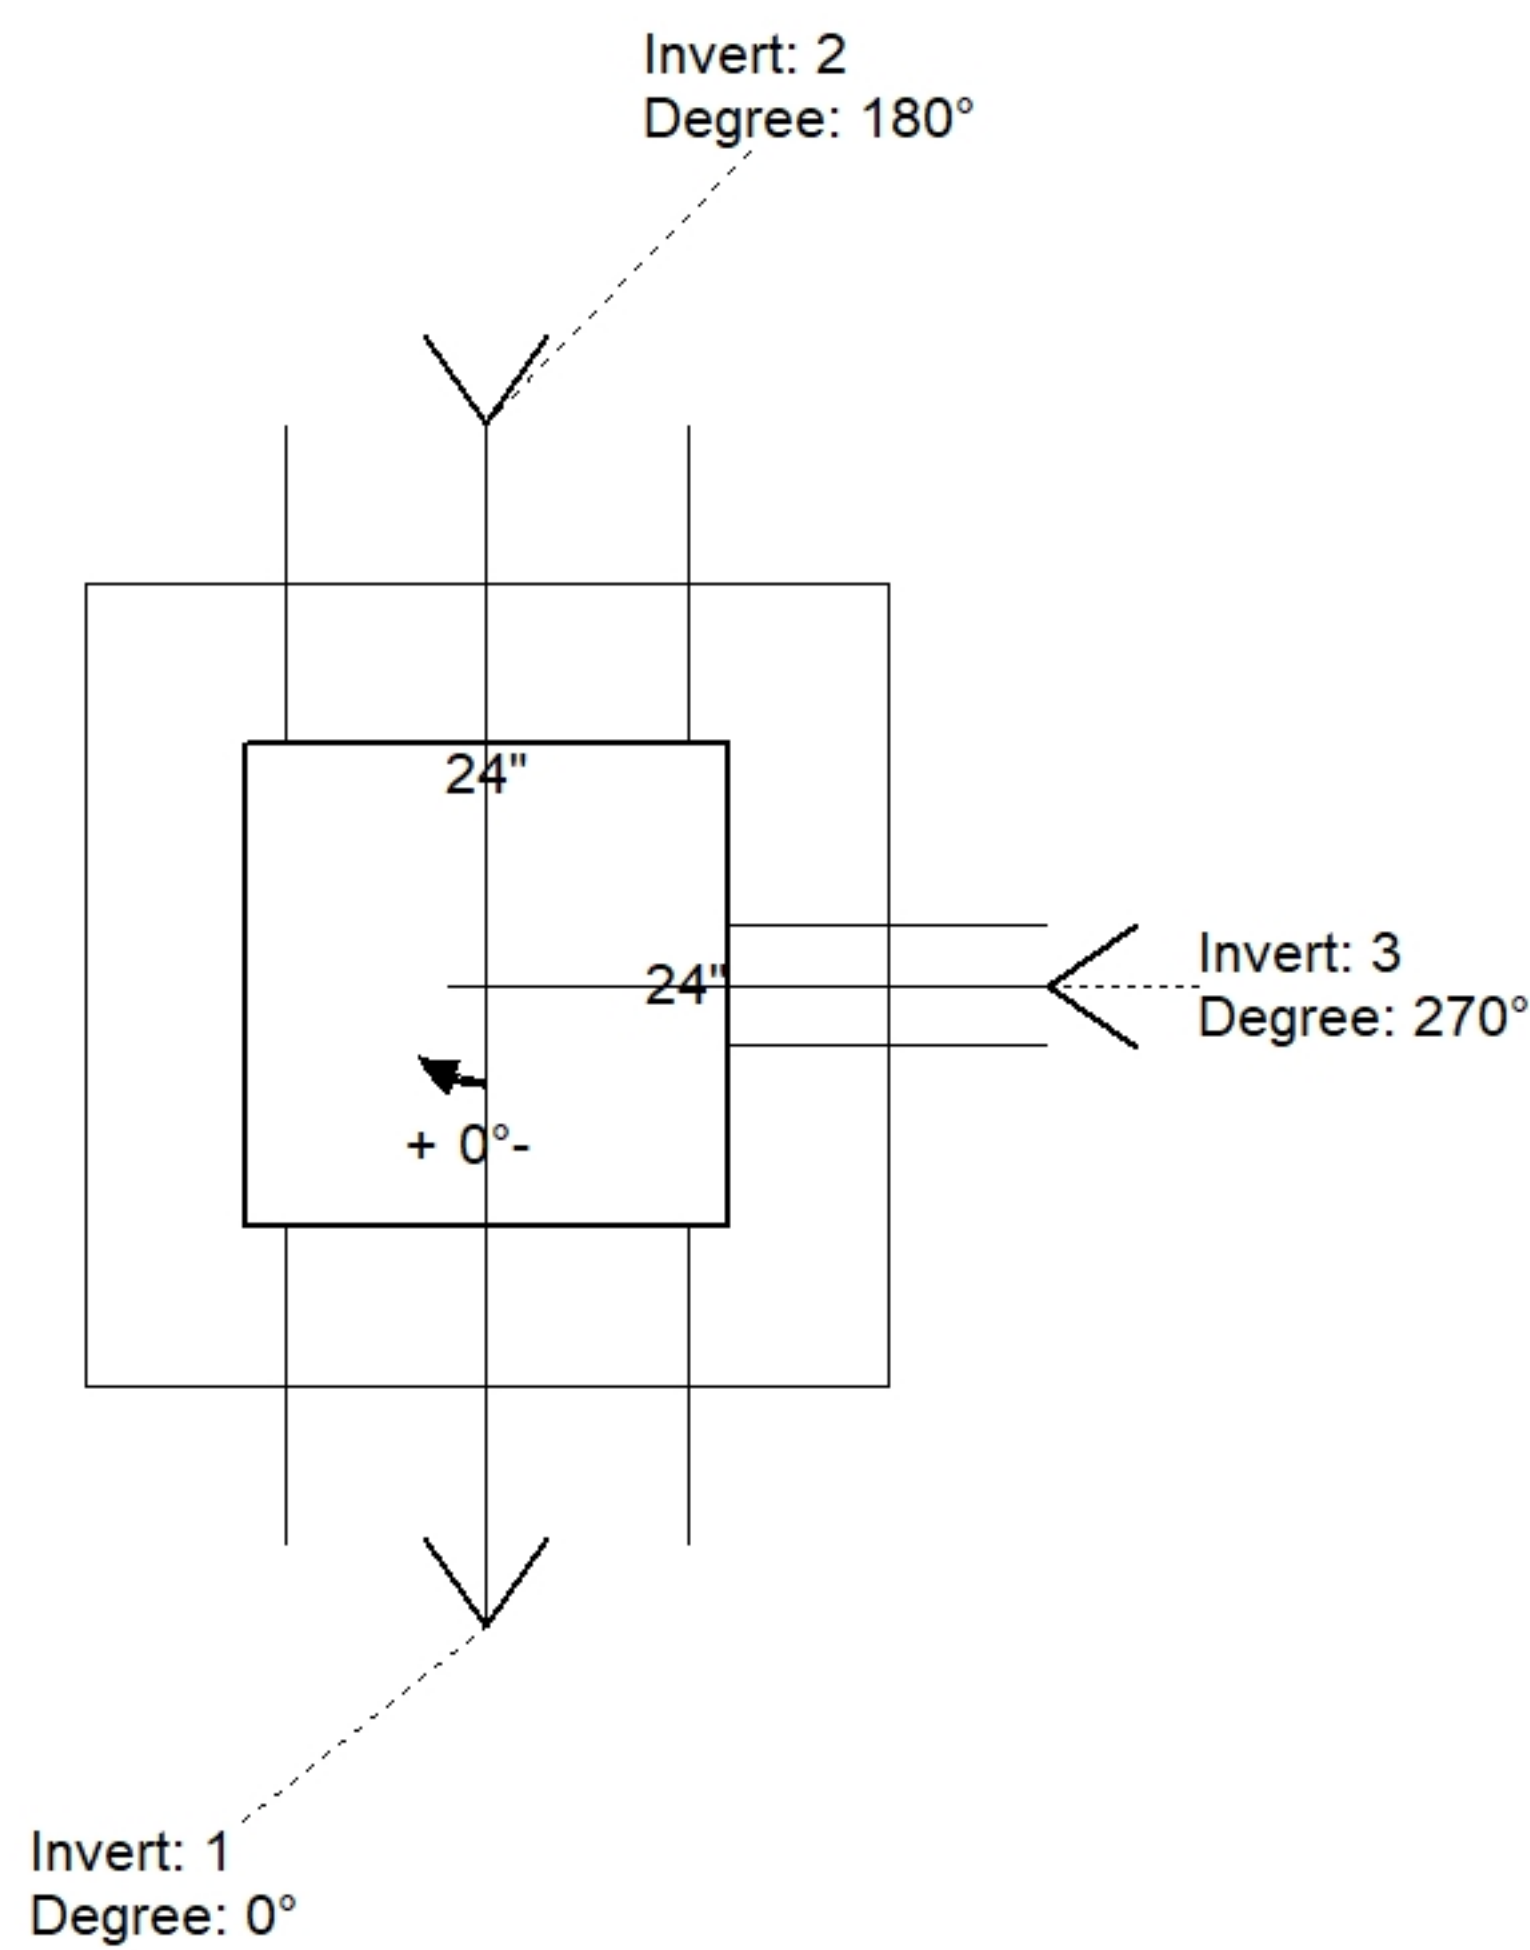 Invert: 2
Degree: 180°
24"
24"
Invert: 3
Degree: 270°
+ 0°-
Invert: 1
Degree: 0°